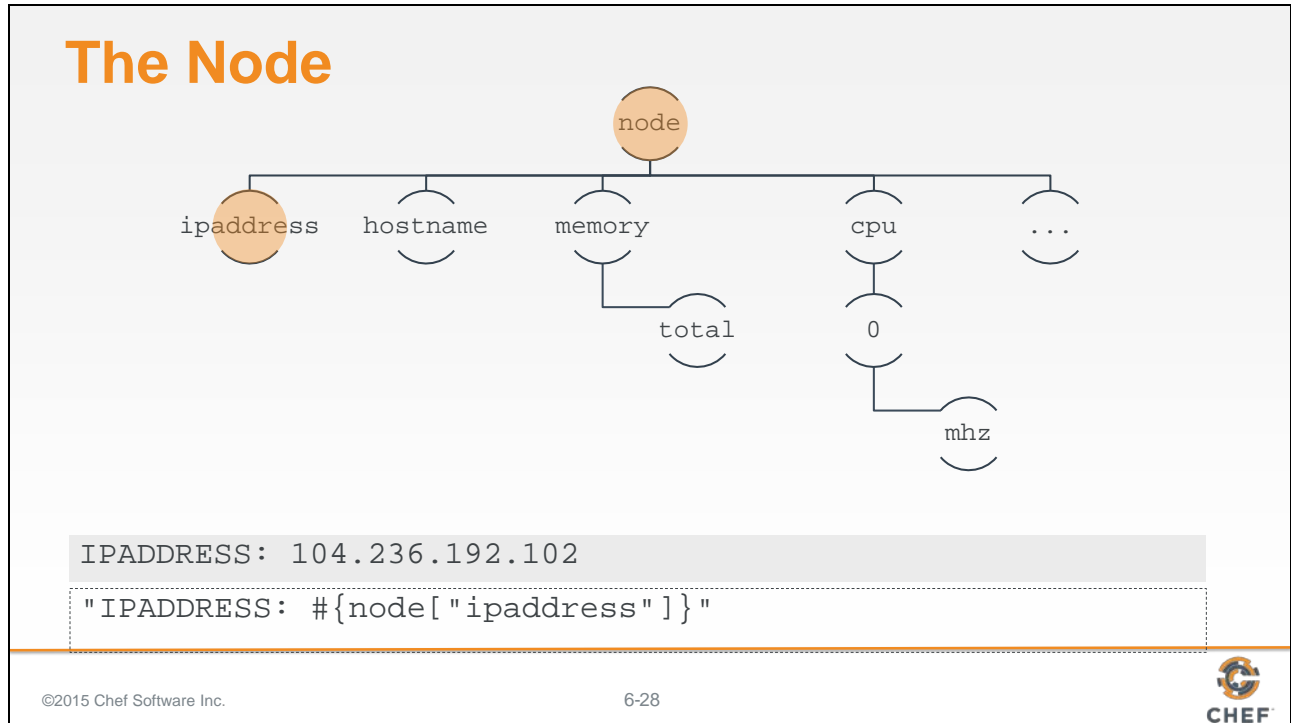 The Node
node
ipaddress hostname memory cpu ...
total 0
mhz
IPADDRESS: 104.236.192.102
"IPADDRESS: #{node["ipaddress"]}"
©2015 Chef Software Inc. 6-28
CHEF